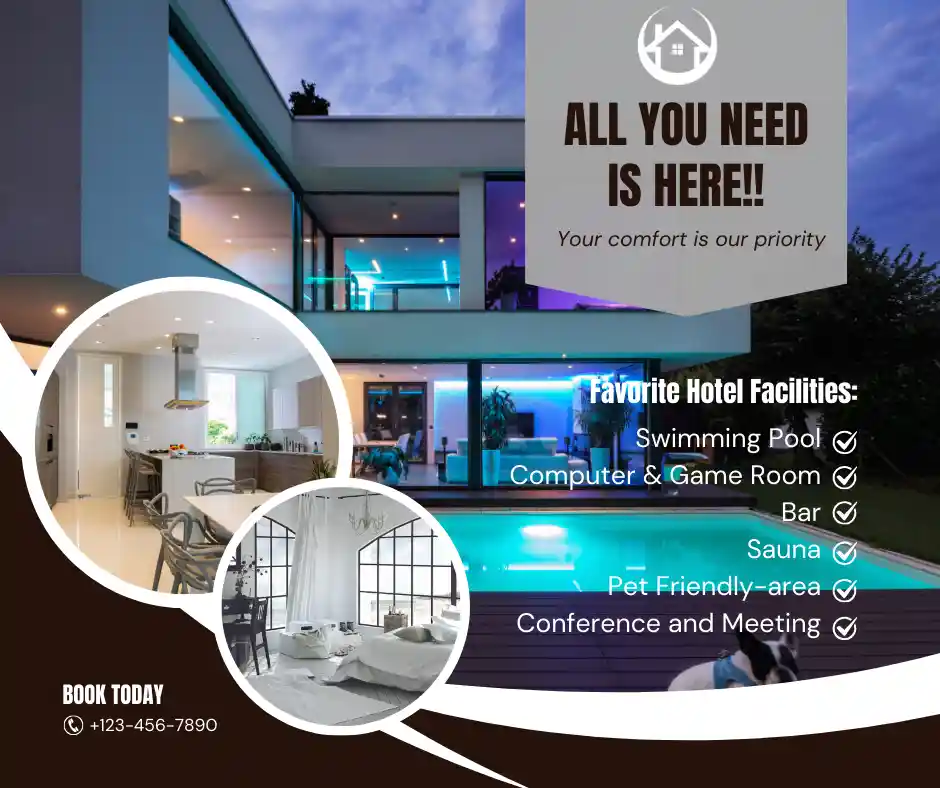 ALL YOU NEED
IS HERE!!
Your comfort is our priority
Favorite Hotel Facilities:
Swimming Pool
Computer & Game Room
Bar
Sauna
Pet Friendly-area
Conference and Meeting
BOOK TODAY
+123-456-7890